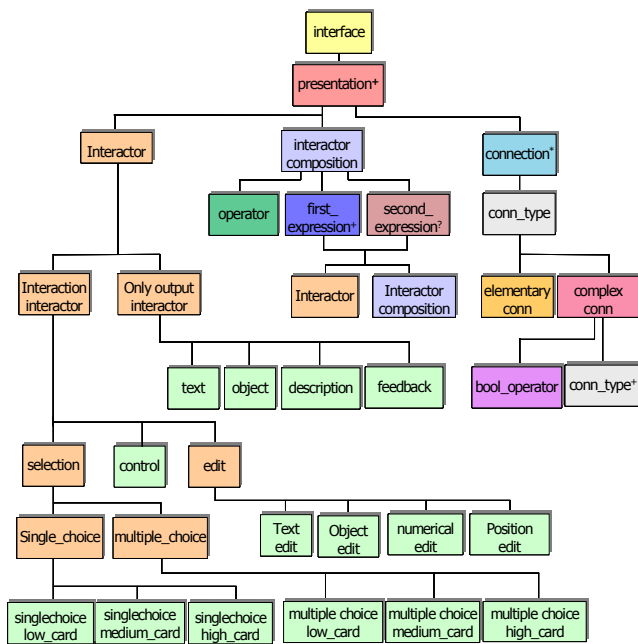 interface
presentation+
Interactor
interactor
composition
connection*
operator
first_
expression+
second_
expression?
conn_type
Interaction
interactor
Only output
interactor
Interactor
Interactor
composition
elementary
conn
complex
conn
text
object
description
feedback
bool_operator
conn_type+
selection
control
edit
Single_choice
multiple_choice
Text
edit
Object
edit
numerical
edit
Position
edit
singlechoice
low_card
singlechoice
medium_card
singlechoice
high_card
multiple choice
low_card
multiple choice
medium_card
multiple choice
high_card